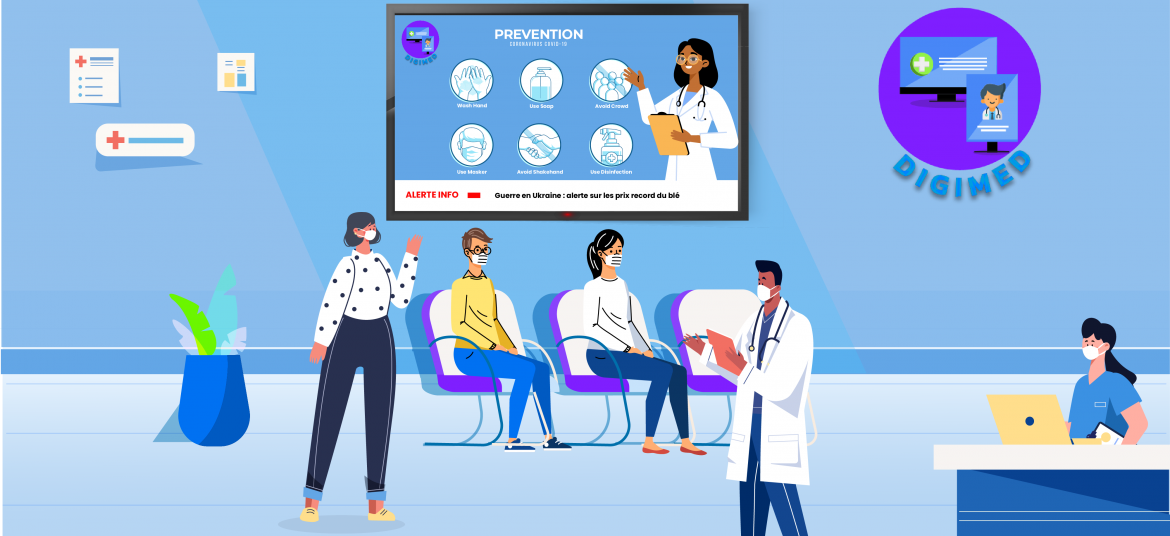 PREVENTION
CORONAVIRUS COVID-19
DIGIMED
Wash Hand
Use Soap
Avoid Crowd
Use Masker
Avoid Shakehand
Use Disinfection
ALERTE INFO
Guerre en Ukraine : alerte sur les prix record du blé
DIGIMED